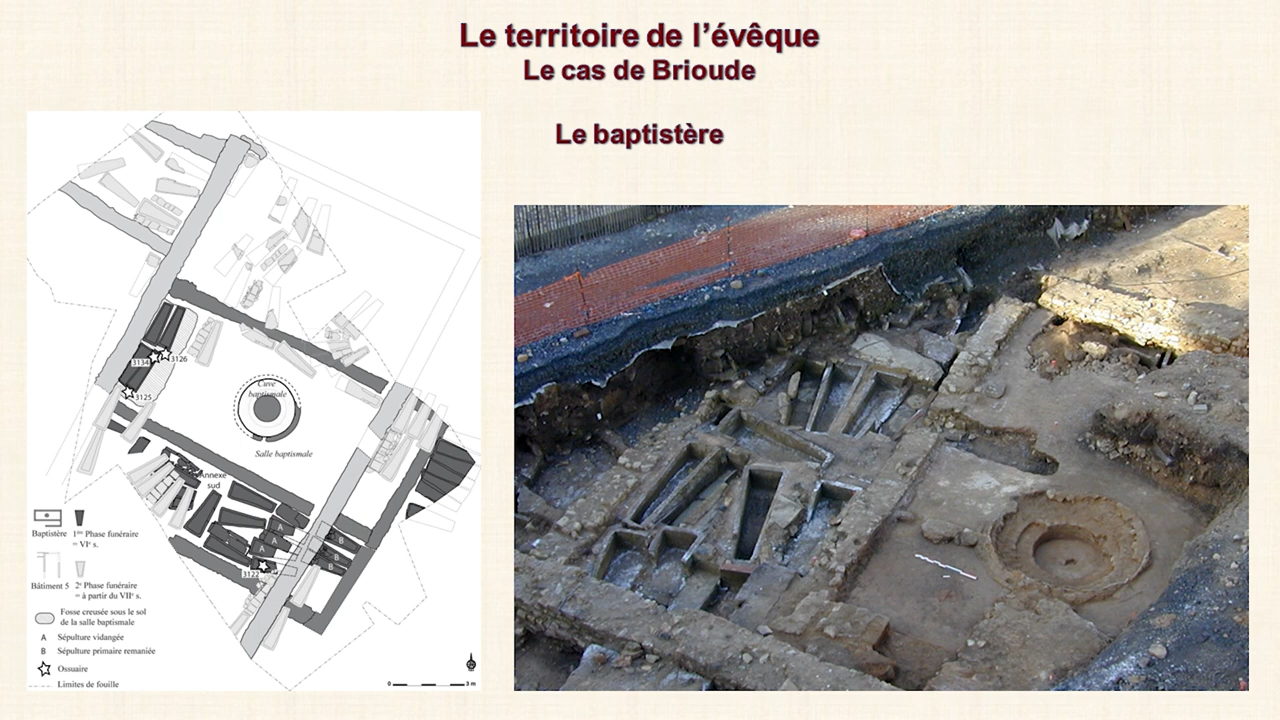 Le territoire de l’évêque
Le cas de Brioude
Le baptistère
3134
3126
3125
Cuve
baptismale
Salle baptismale
Annexe
sud
A
A
A
B
B
B
3122
Baptistère
1ère Phase funéraire
= VIe s.
Bâtiment 5
2e Phase funéraire
= à partir du VIIe s.
Fosse creusée sous le sol
de la salle baptismale
A Sépulture vidangée
B Sépulture primaire remaniée
Ossuaire
Limites de fouille
0 3 m